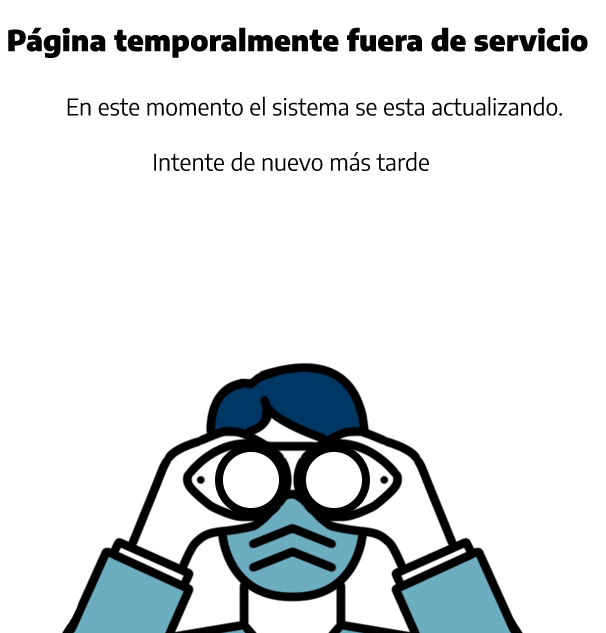 Página temporalmente fuera de servicio
En este momento el sistema se esta actualizando.
Intente de nuevo más tarde